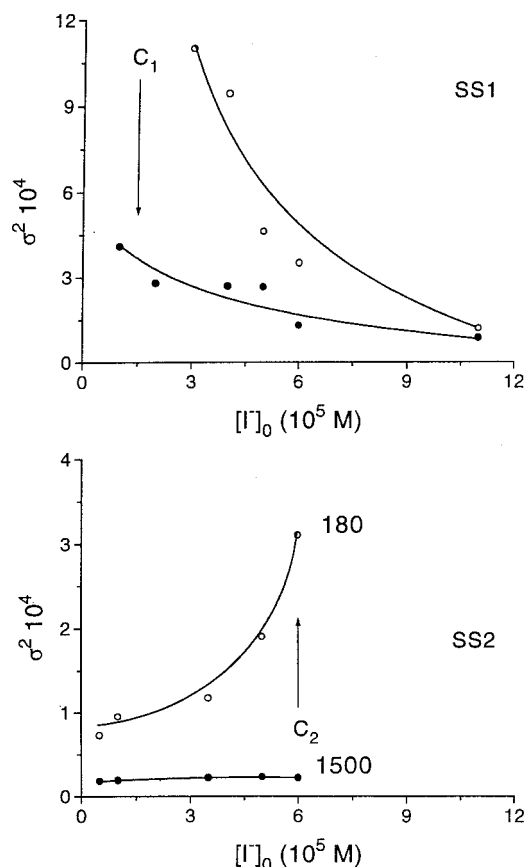 12
C₁
SS1
9
σ² 10⁴
6
3
0
0 3 6 9 12
[I⁻]₀ (10⁵ M)
4
180
3
σ² 10⁴
2
SS2
C₂
1
1500
0
0 3 6 9 12
[I⁻]₀ (10⁵ M)